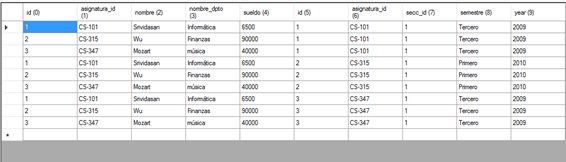 id (0) asignatura_id (1) nombre (2) nombre_dpto (3) sueldo (4) id (5) asignatura_id (6) secc_id (7) semestre (8) year (9)
1 CS-101 Srividasan Informática 6500 1 CS-101 1 Tercero 2009
2 CS-315 Wu Finanzas 90000 1 CS-101 1 Tercero 2009
3 CS-347 Mozart música 40000 1 CS-101 1 Tercero 2009
1 CS-101 Srividasan Informática 6500 2 CS-315 1 Primero 2010
2 CS-315 Wu Finanzas 90000 2 CS-315 1 Primero 2010
3 CS-347 Mozart música 40000 2 CS-315 1 Primero 2010
1 CS-101 Srividasan Informática 6500 3 CS-347 1 Tercero 2009
2 CS-315 Wu Finanzas 90000 3 CS-347 1 Tercero 2009
3 CS-347 Mozart música 40000 3 CS-347 1 Tercero 2009